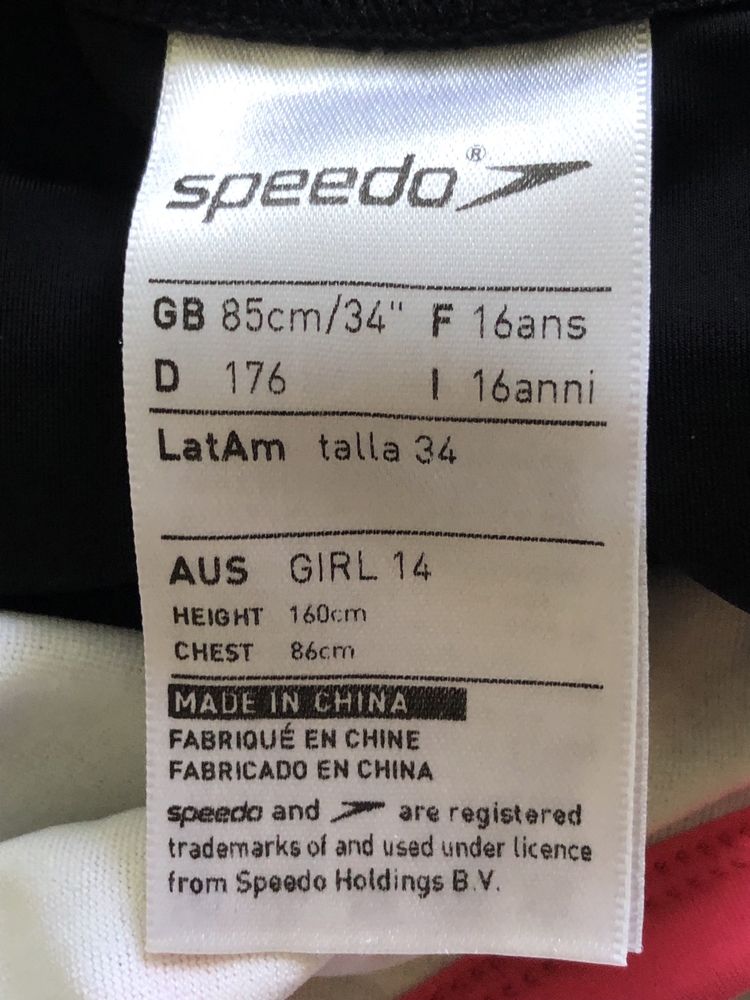 speedo®
GB 85cm/34" F 16ans
D 176 I 16anni
LatAm talla 34
AUS GIRL 14
HEIGHT 160cm
CHEST 86cm
MADE IN CHINA
FABRIQUÉ EN CHINE
FABRICADO EN CHINA
speedo and are registered
trademarks of and used under licence
from Speedo Holdings B.V.